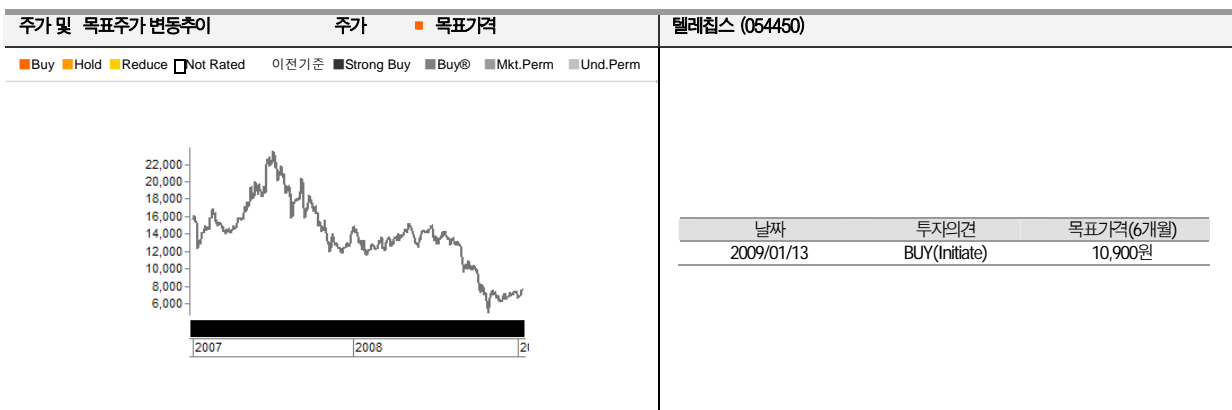 주가 및 목표주가 변동추이 주가 목표가격
Buy Hold Reduce Not Rated 이전기준 Strong Buy Buy® Mkt.Perm Und.Perm
22,000
20,000
18,000
16,000
14,000
12,000
10,000
8,000
6,000
2007 2008 2
텔레칩스 (054450)
날짜 투자의견 목표가격(6개월)
2009/01/13 BUY(Initiate) 10,900원